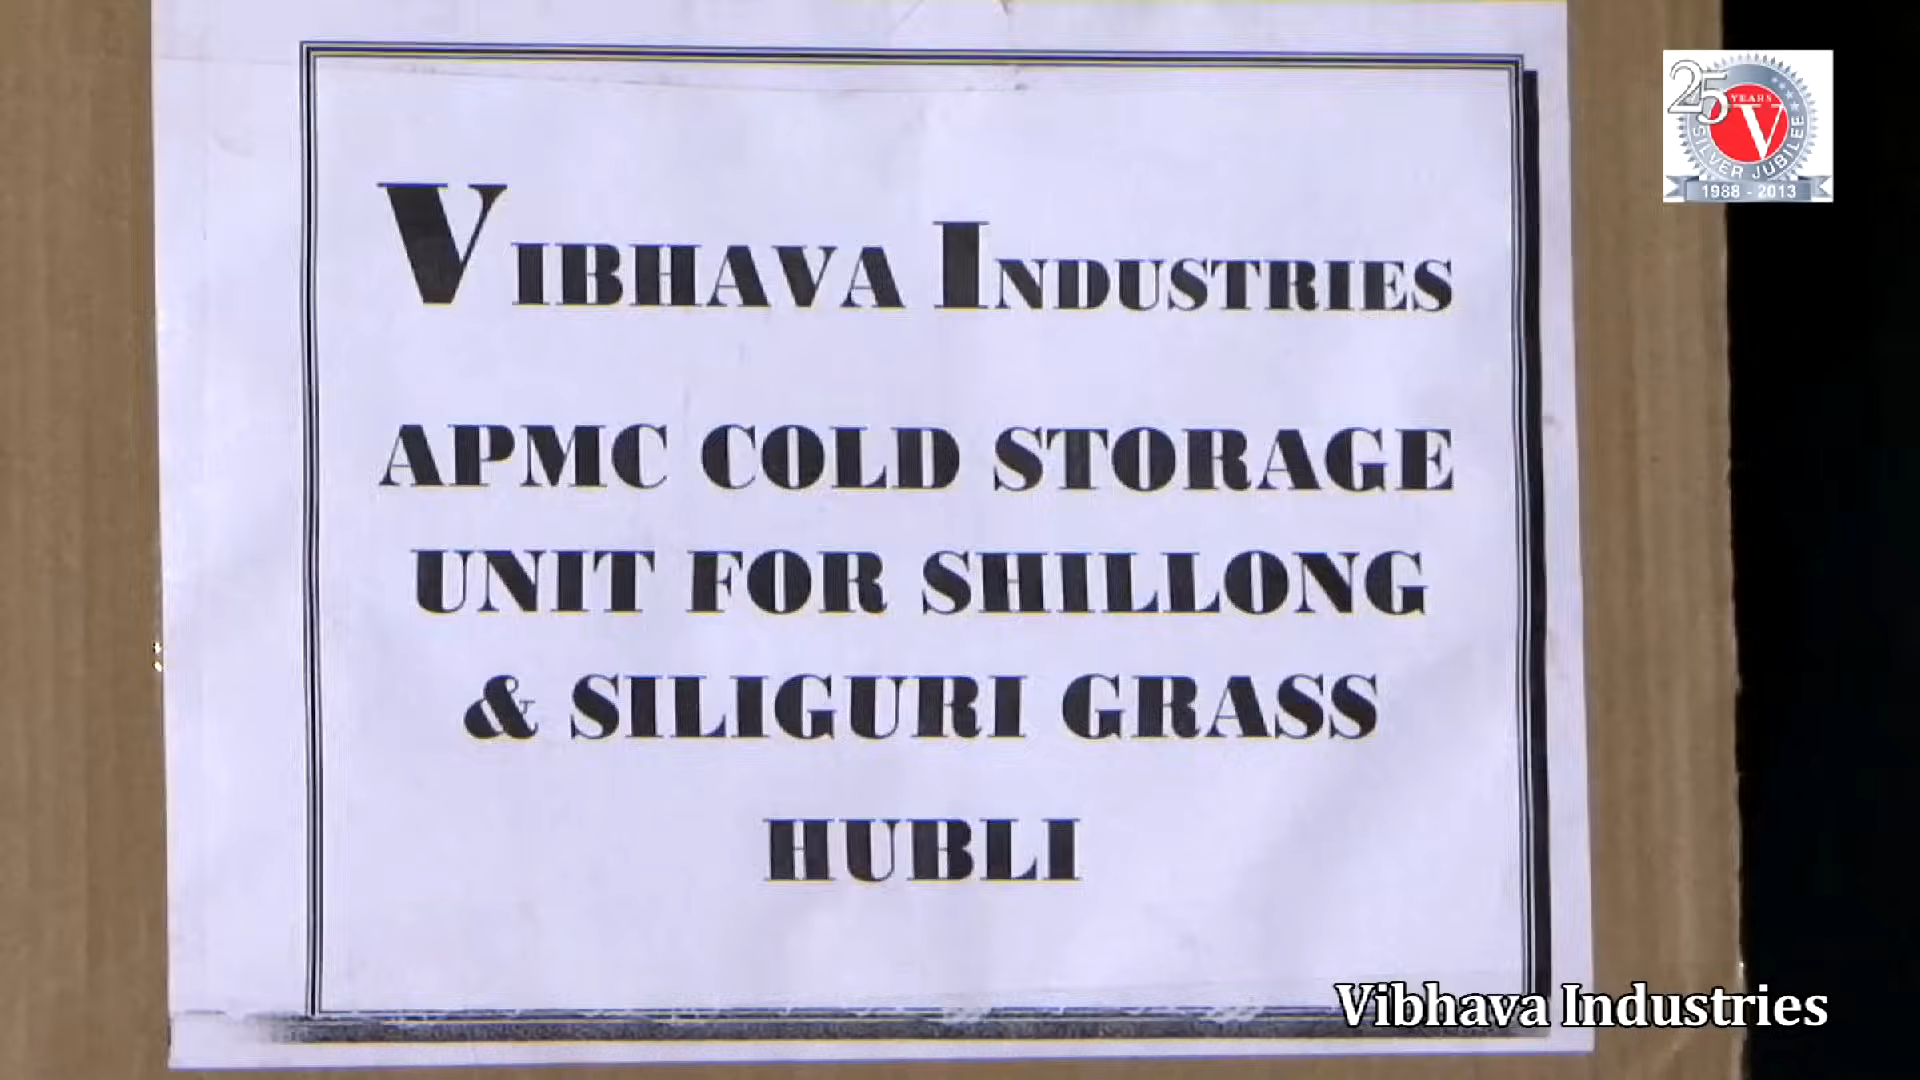 25
YEARS
V
SILVER JUBILEE
1988 - 2013
VIBHAVA INDUSTRIES
APMC COLD STORAGE
UNIT FOR SHILLONG
& SILIGURI GRASS
HUBLI
Vibhava Industries